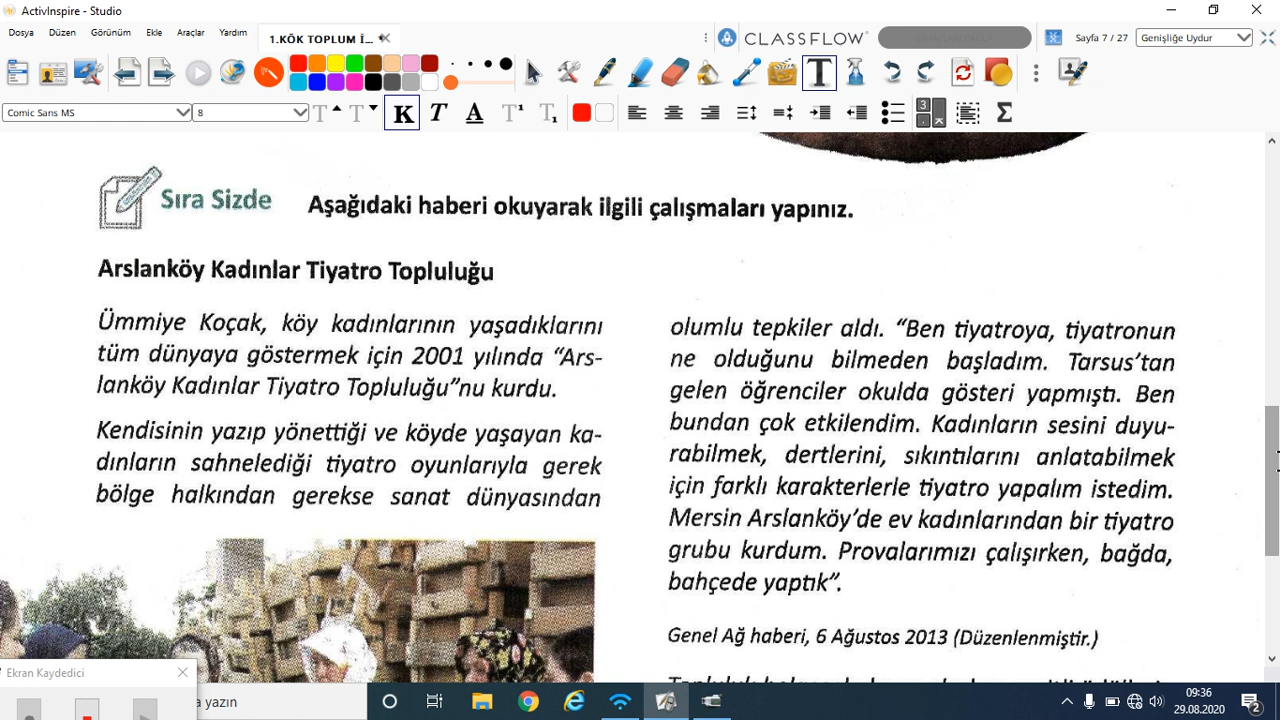 ActivInspire - Studio
Dosya Düzen Görünüm Ekle Araçlar Yardım
1.KÖK TOPLUM İ...
CLASSFLOW
Sayfa 7 / 27
Genişliğe Uydur
Comic Sans MS
8
Sıra Sizde
Aşağıdaki haberi okuyarak ilgili çalışmaları yapınız.
Arslanköy Kadınlar Tiyatro Topluluğu
Ümmiye Koçak, köy kadınlarının yaşadıklarını
tüm dünyaya göstermek için 2001 yılında “Ars-
lanköy Kadınlar Tiyatro Topluluğu”nu kurdu.
Kendisinin yazıp yönettiği ve köyde yaşayan ka-
dınların sahnelediği tiyatro oyunlarıyla gerek
bölge halkından gerekse sanat dünyasından
olumlu tepkiler aldı. “Ben tiyatroya, tiyatronun
ne olduğunu bilmeden başladım. Tarsus’tan
gelen öğrenciler okulda gösteri yapmıştı. Ben
bundan çok etkilendim. Kadınların sesini duyu-
rabilmek, dertlerini, sıkıntılarını anlatabilmek
için farklı karakterlerle tiyatro yapalım istedim.
Mersin Arslanköy’de ev kadınlarından bir tiyatro
grubu kurdum. Provalarımızı çalışırken, bağda,
bahçede yaptık”.
Genel Ağ haberi, 6 Ağustos 2013 (Düzenlenmiştir.)
Ekran Kaydedici
yazın
09:36
29.08.2020
2